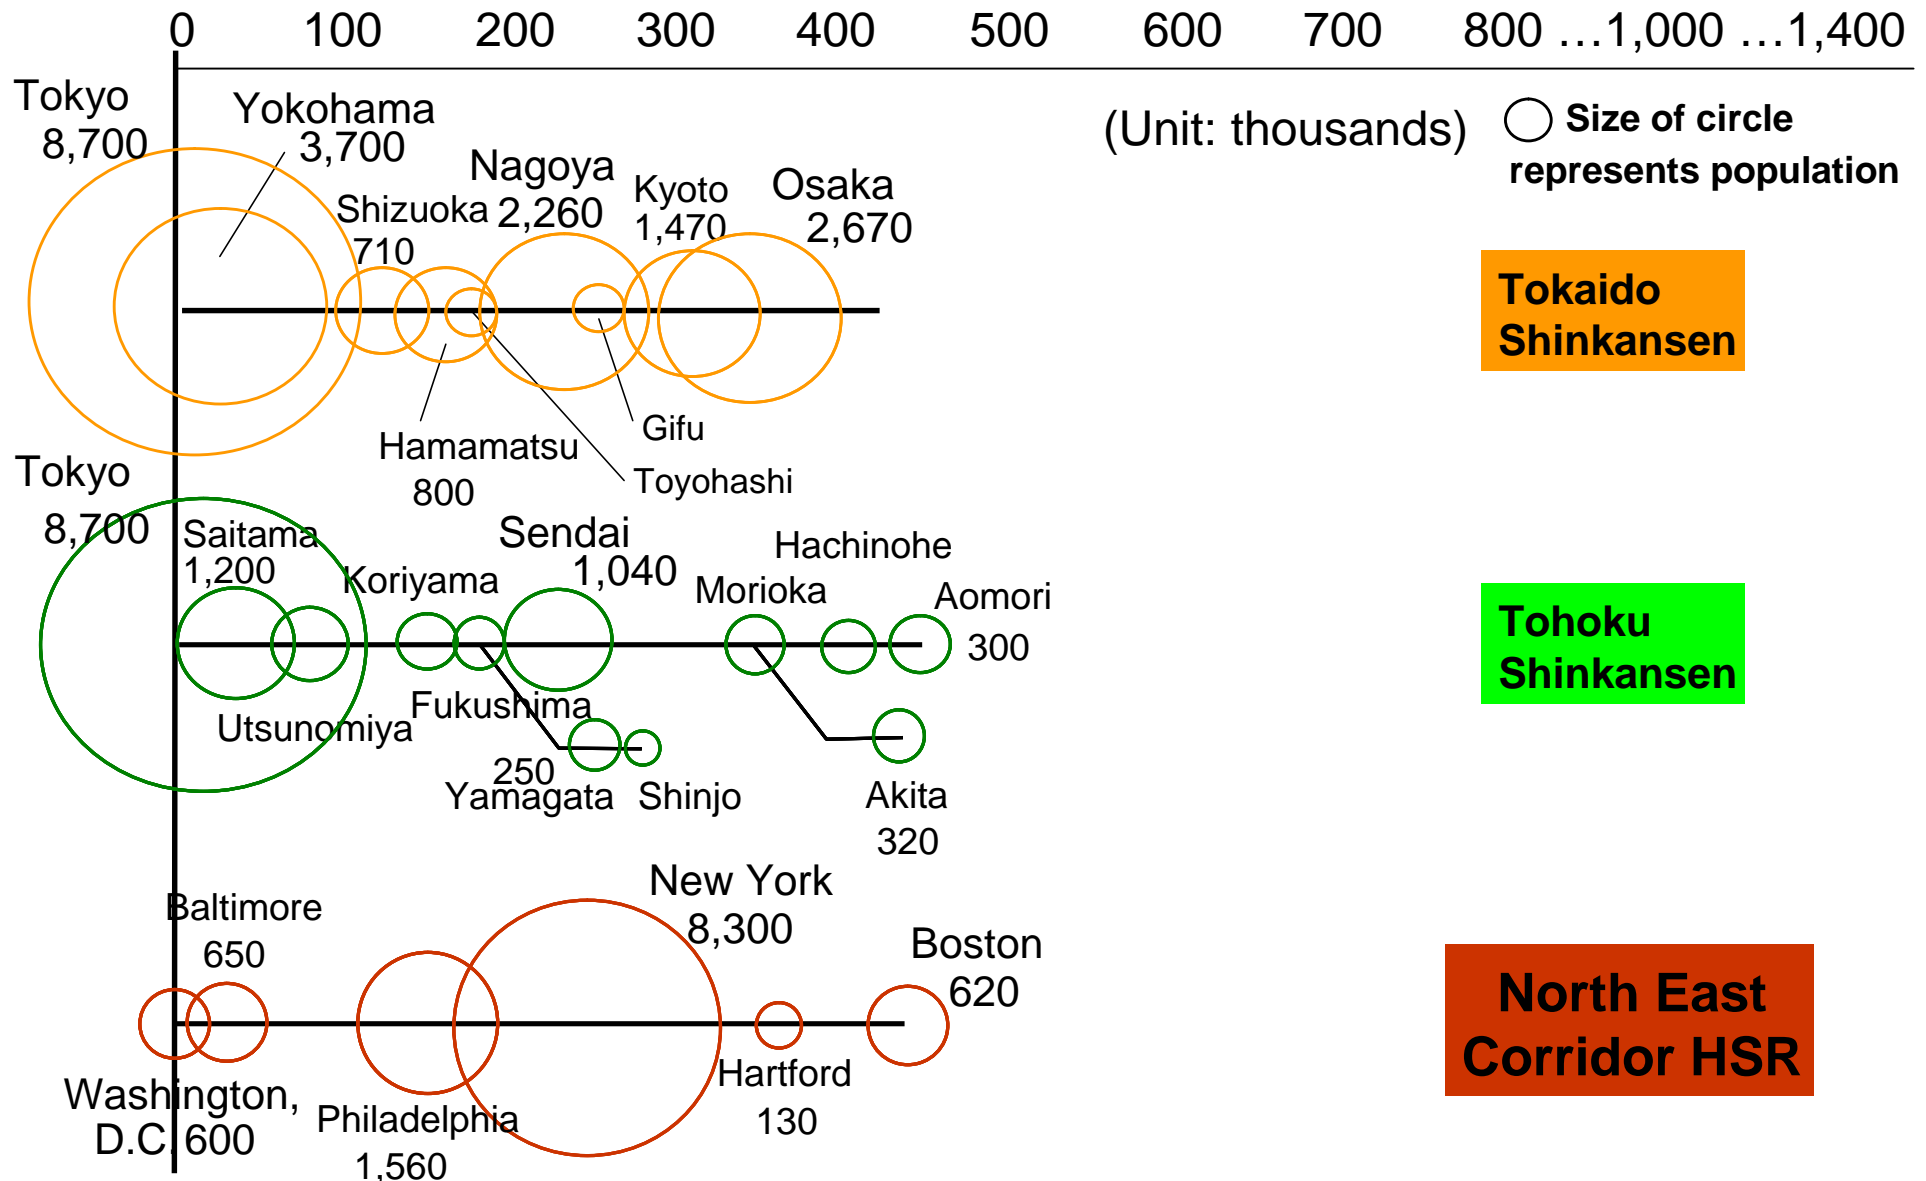 0 100 200 300 400 500 600 700 800 …1,000 …1,400
Tokyo
8,700
Yokohama
3,700
Shizuoka
710
Nagoya
2,260
Kyoto
1,470
Osaka
2,670
(Unit: thousands)
Size of circle
represents population
Tokaido
Shinkansen
Hamamatsu
800
Gifu
Toyohashi
Tokyo
8,700
Saitama
1,200
Utsunomiya
Koriyama
Fukushima
Sendai
1,040
250
Yamagata
Shinjo
Morioka
Hachinohe
Aomori
300
Akita
320
Tohoku
Shinkansen
Baltimore
650
Washington,
D.C. 600
Philadelphia
1,560
New York
8,300
Hartford
130
Boston
620
North East
Corridor HSR